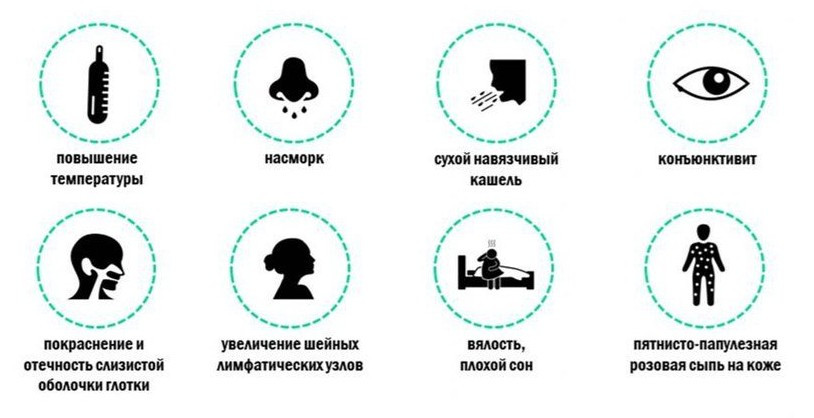 повышение
температуры
насморк
сухой навязчивый
кашель
конъюнктивит
покраснение и
отечность слизистой
оболочки глотки
увеличение шейных
лимфатических узлов
вялость,
плохой сон
пятнисто-папулезная
розовая сыпь на коже